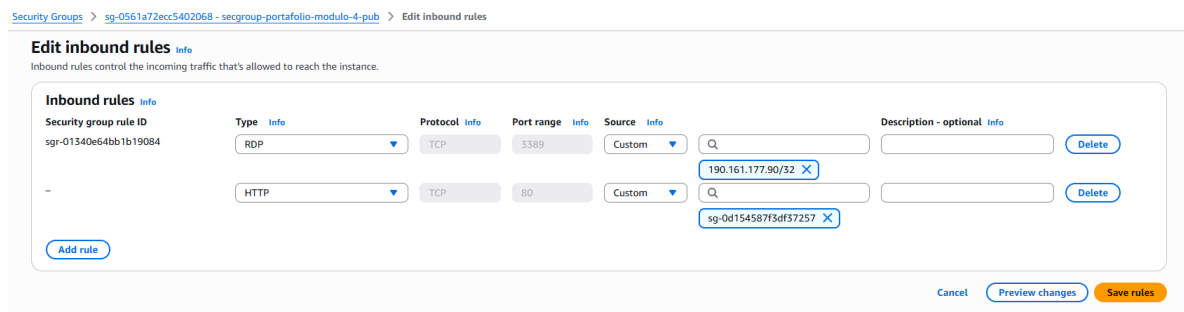 Security Groups > sg-0561a72ecc5402068 - secgroup-portafolio-modulo-4-pub > Edit inbound rules
Edit inbound rules Info
Inbound rules control the incoming traffic that's allowed to reach the instance.
Inbound rules Info
Security group rule ID Type Info Protocol Info Port range Info Source Info Description - optional Info
sgr-01340e64bb1b19084 RDP TCP 3389 Custom Delete
190.161.177.90/32
– HTTP TCP 80 Custom Delete
sg-0d154587f3df37257
Add rule
Cancel Preview changes Save rules